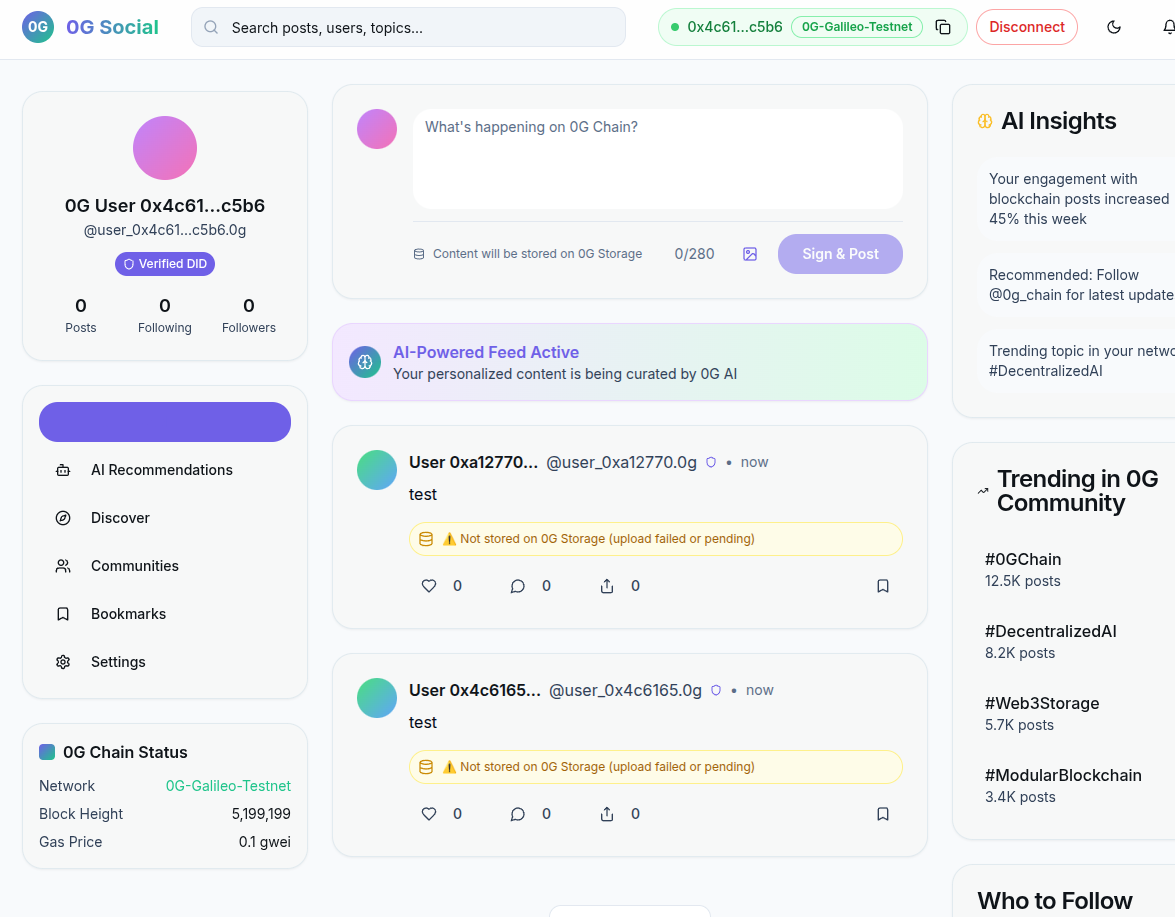 0G
0G Social
Search posts, users, topics...
0x4c61...c5b6
0G-Galileo-Testnet
Disconnect
0G User 0x4c61...c5b6
@user_0x4c61...c5b6.0g
Verified DID
0 0 0
Posts Following Followers
AI Recommendations
Discover
Communities
Bookmarks
Settings
0G Chain Status
Network 0G-Galileo-Testnet
Block Height 5,199,199
Gas Price 0.1 gwei
What's happening on 0G Chain?
Content will be stored on 0G Storage 0/280 Sign & Post
AI-Powered Feed Active
Your personalized content is being curated by 0G AI
User 0xa12770... @user_0xa12770.0g • now
test
⚠️ Not stored on 0G Storage (upload failed or pending)
0 0 0
User 0x4c6165... @user_0x4c6165.0g • now
test
⚠️ Not stored on 0G Storage (upload failed or pending)
0 0 0
AI Insights
Your engagement with
blockchain posts increased
45% this week
Recommended: Follow
@0g_chain for latest update
Trending topic in your netwo
#DecentralizedAI
Trending in 0G
Community
#0GChain
12.5K posts
#DecentralizedAI
8.2K posts
#Web3Storage
5.7K posts
#ModularBlockchain
3.4K posts
Who to Follow